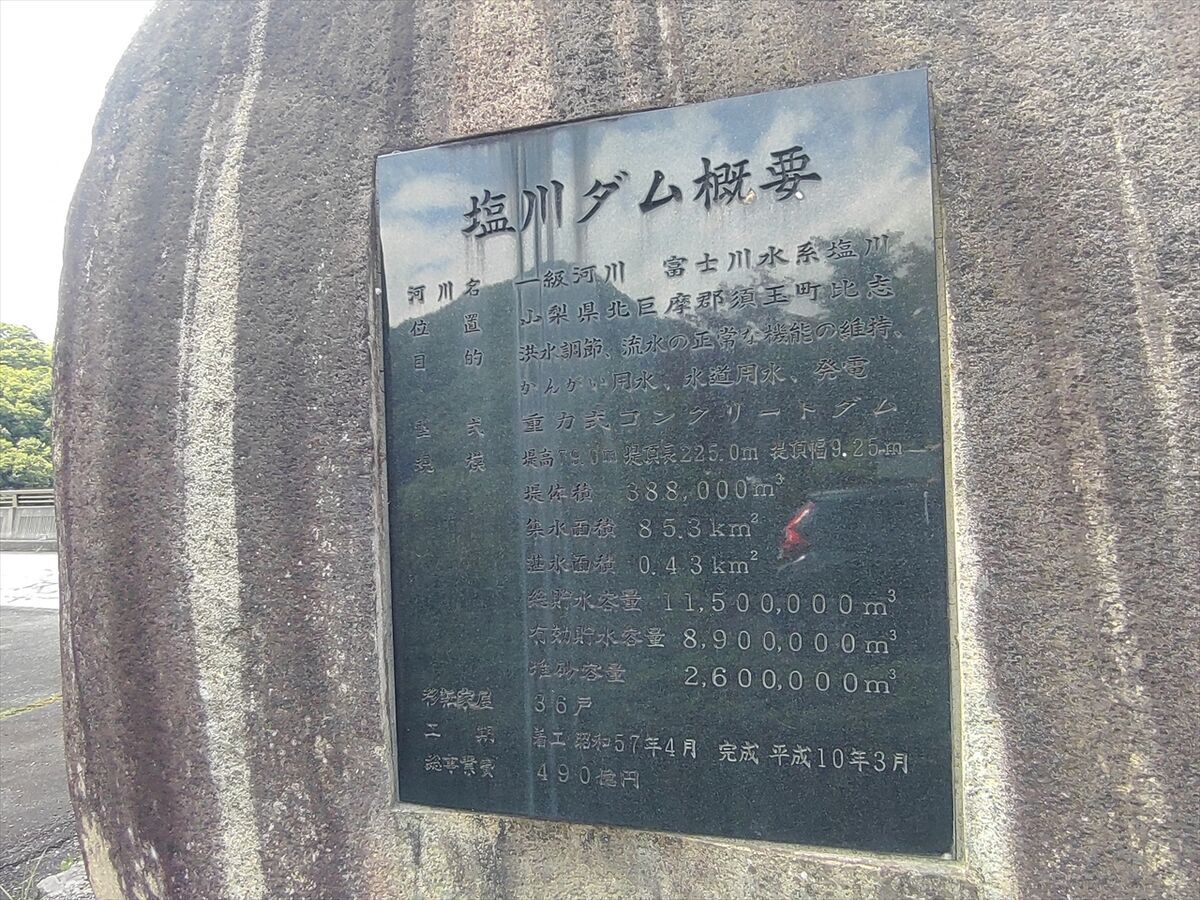 塩川ダム概要
河川名 一級河川 富士川水系塩川
位置 山梨県北巨摩郡須玉町比志
目的 洪水調節、流水の正常な機能の維持、
かんがい用水、水道用水、発電
型式 重力式コンクリートダム
規模 堤高79.0m 堤頂長225.0m 堤頂幅9.25m
堤体積 388,000m³
集水面積 85.3km²
湛水面積 0.43km²
総貯水容量 11,500,000m³
有効貯水容量 8,900,000m³
堆砂容量 2,600,000m³
移転家屋 36戸
工期 着工 昭和57年4月 完成 平成10年3月
総事業費 490億円